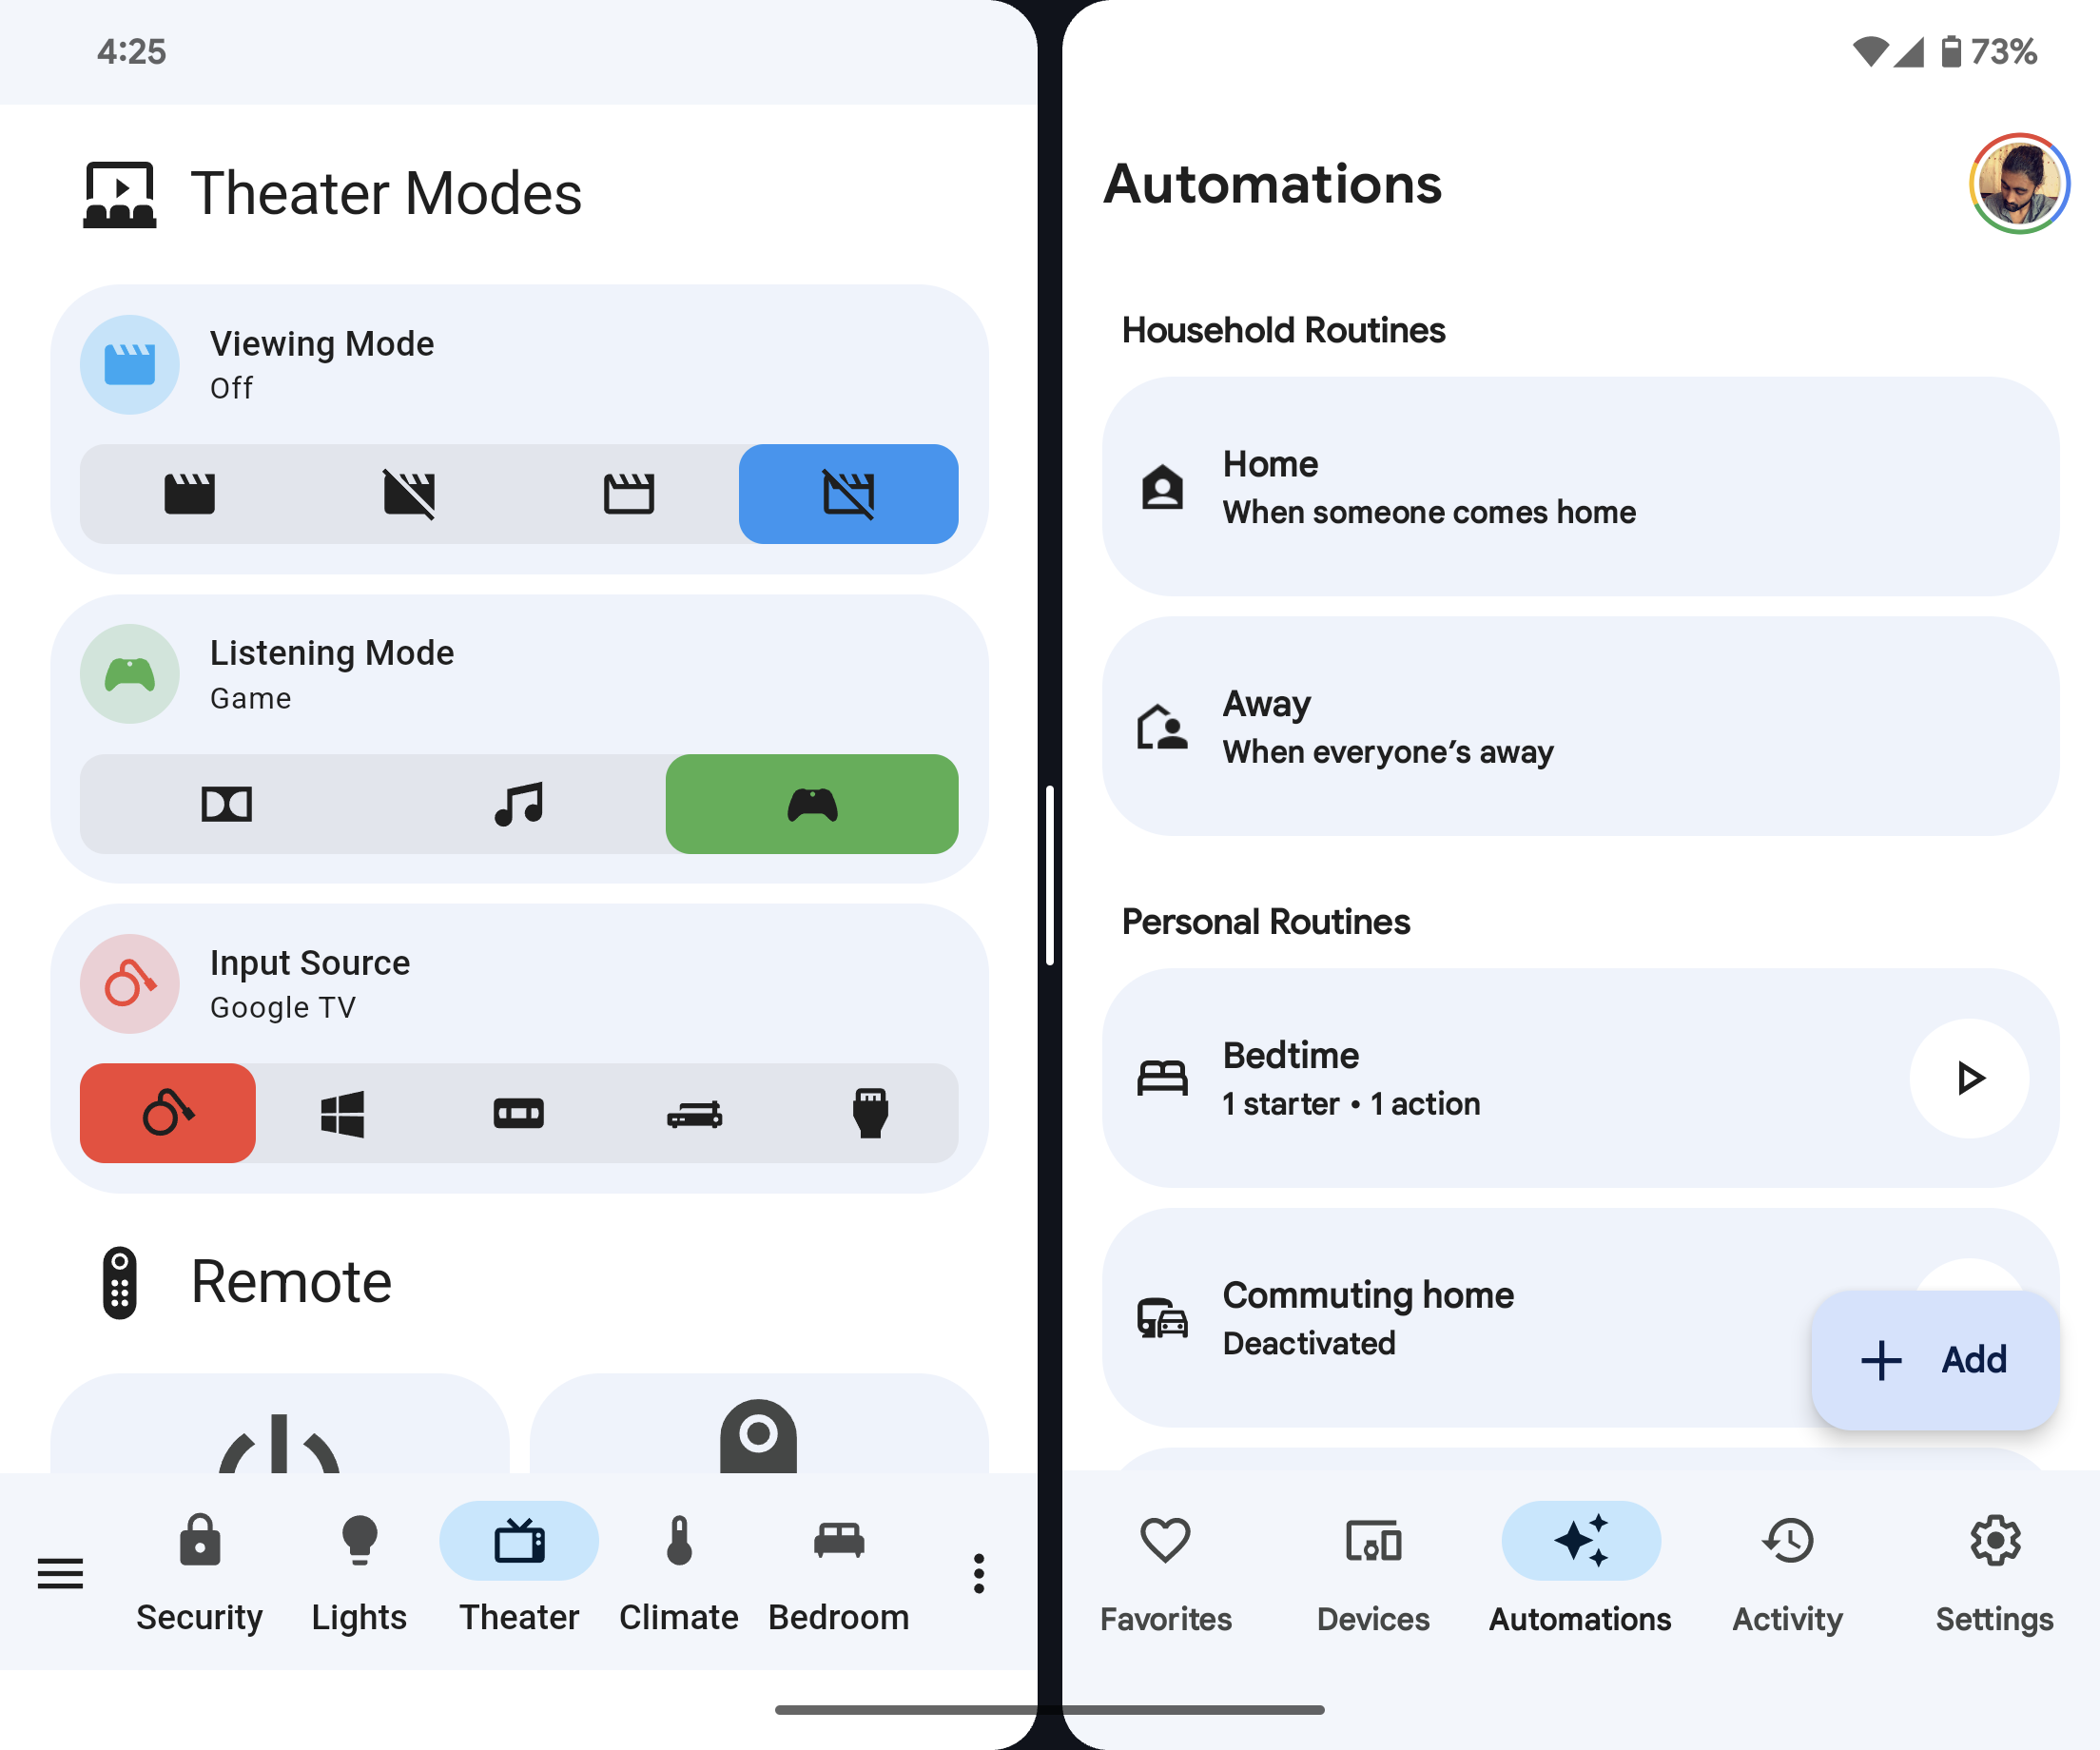 4:25
Theater Modes
Viewing Mode
Off
Listening Mode
Game
Input Source
Google TV
Remote
Security
Lights
Theater
Climate
Bedroom
73%
Automations
Household Routines
Home
When someone comes home
Away
When everyone’s away
Personal Routines
Bedtime
1 starter • 1 action
Commuting home
Deactivated
Add
Favorites
Devices
Automations
Activity
Settings